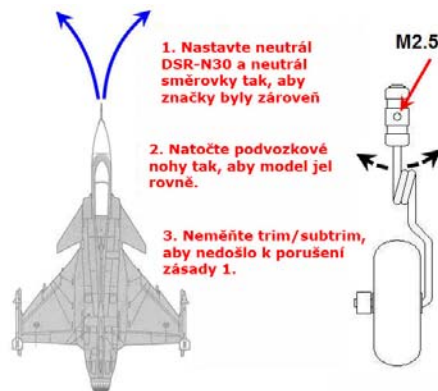 1. Nastavte neutrál
DSR-N30 a neutrál
směrovky tak, aby
značky byly zároveň
M2.5
2. Natočte podvozkové
nohy tak, aby model jel
rovně.
3. Neměňte trim/subtrim,
aby nedošlo k porušení
zásady 1.